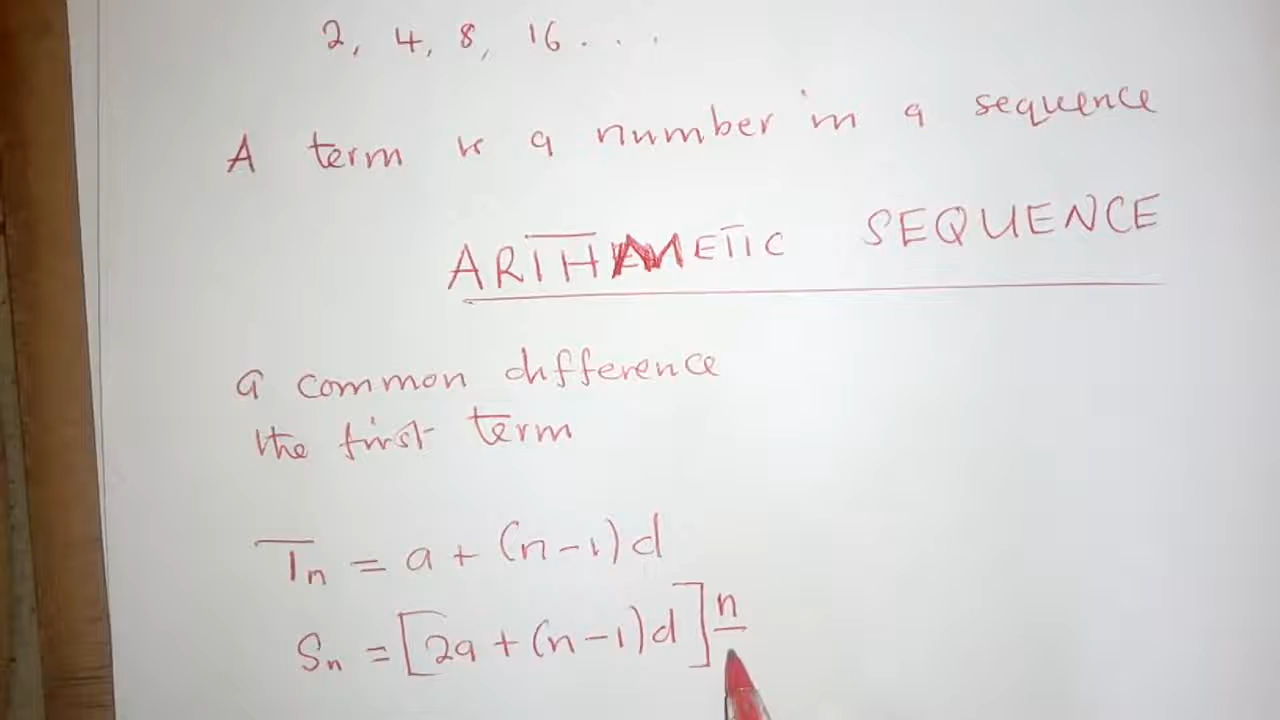 2, 4, 8, 16 . . .
A term is a number in a sequence
ARITHMETIC SEQUENCE
a common difference
the first term
Tn = a + (n-1)d
Sn = [2a + (n-1)d] n/